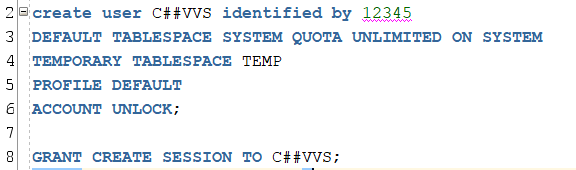 2 create user C##VVS identified by 12345
3 DEFAULT TABLESPACE SYSTEM QUOTA UNLIMITED ON SYSTEM
4 TEMPORARY TABLESPACE TEMP
5 PROFILE DEFAULT
6 ACCOUNT UNLOCK;
7
8 GRANT CREATE SESSION TO C##VVS;